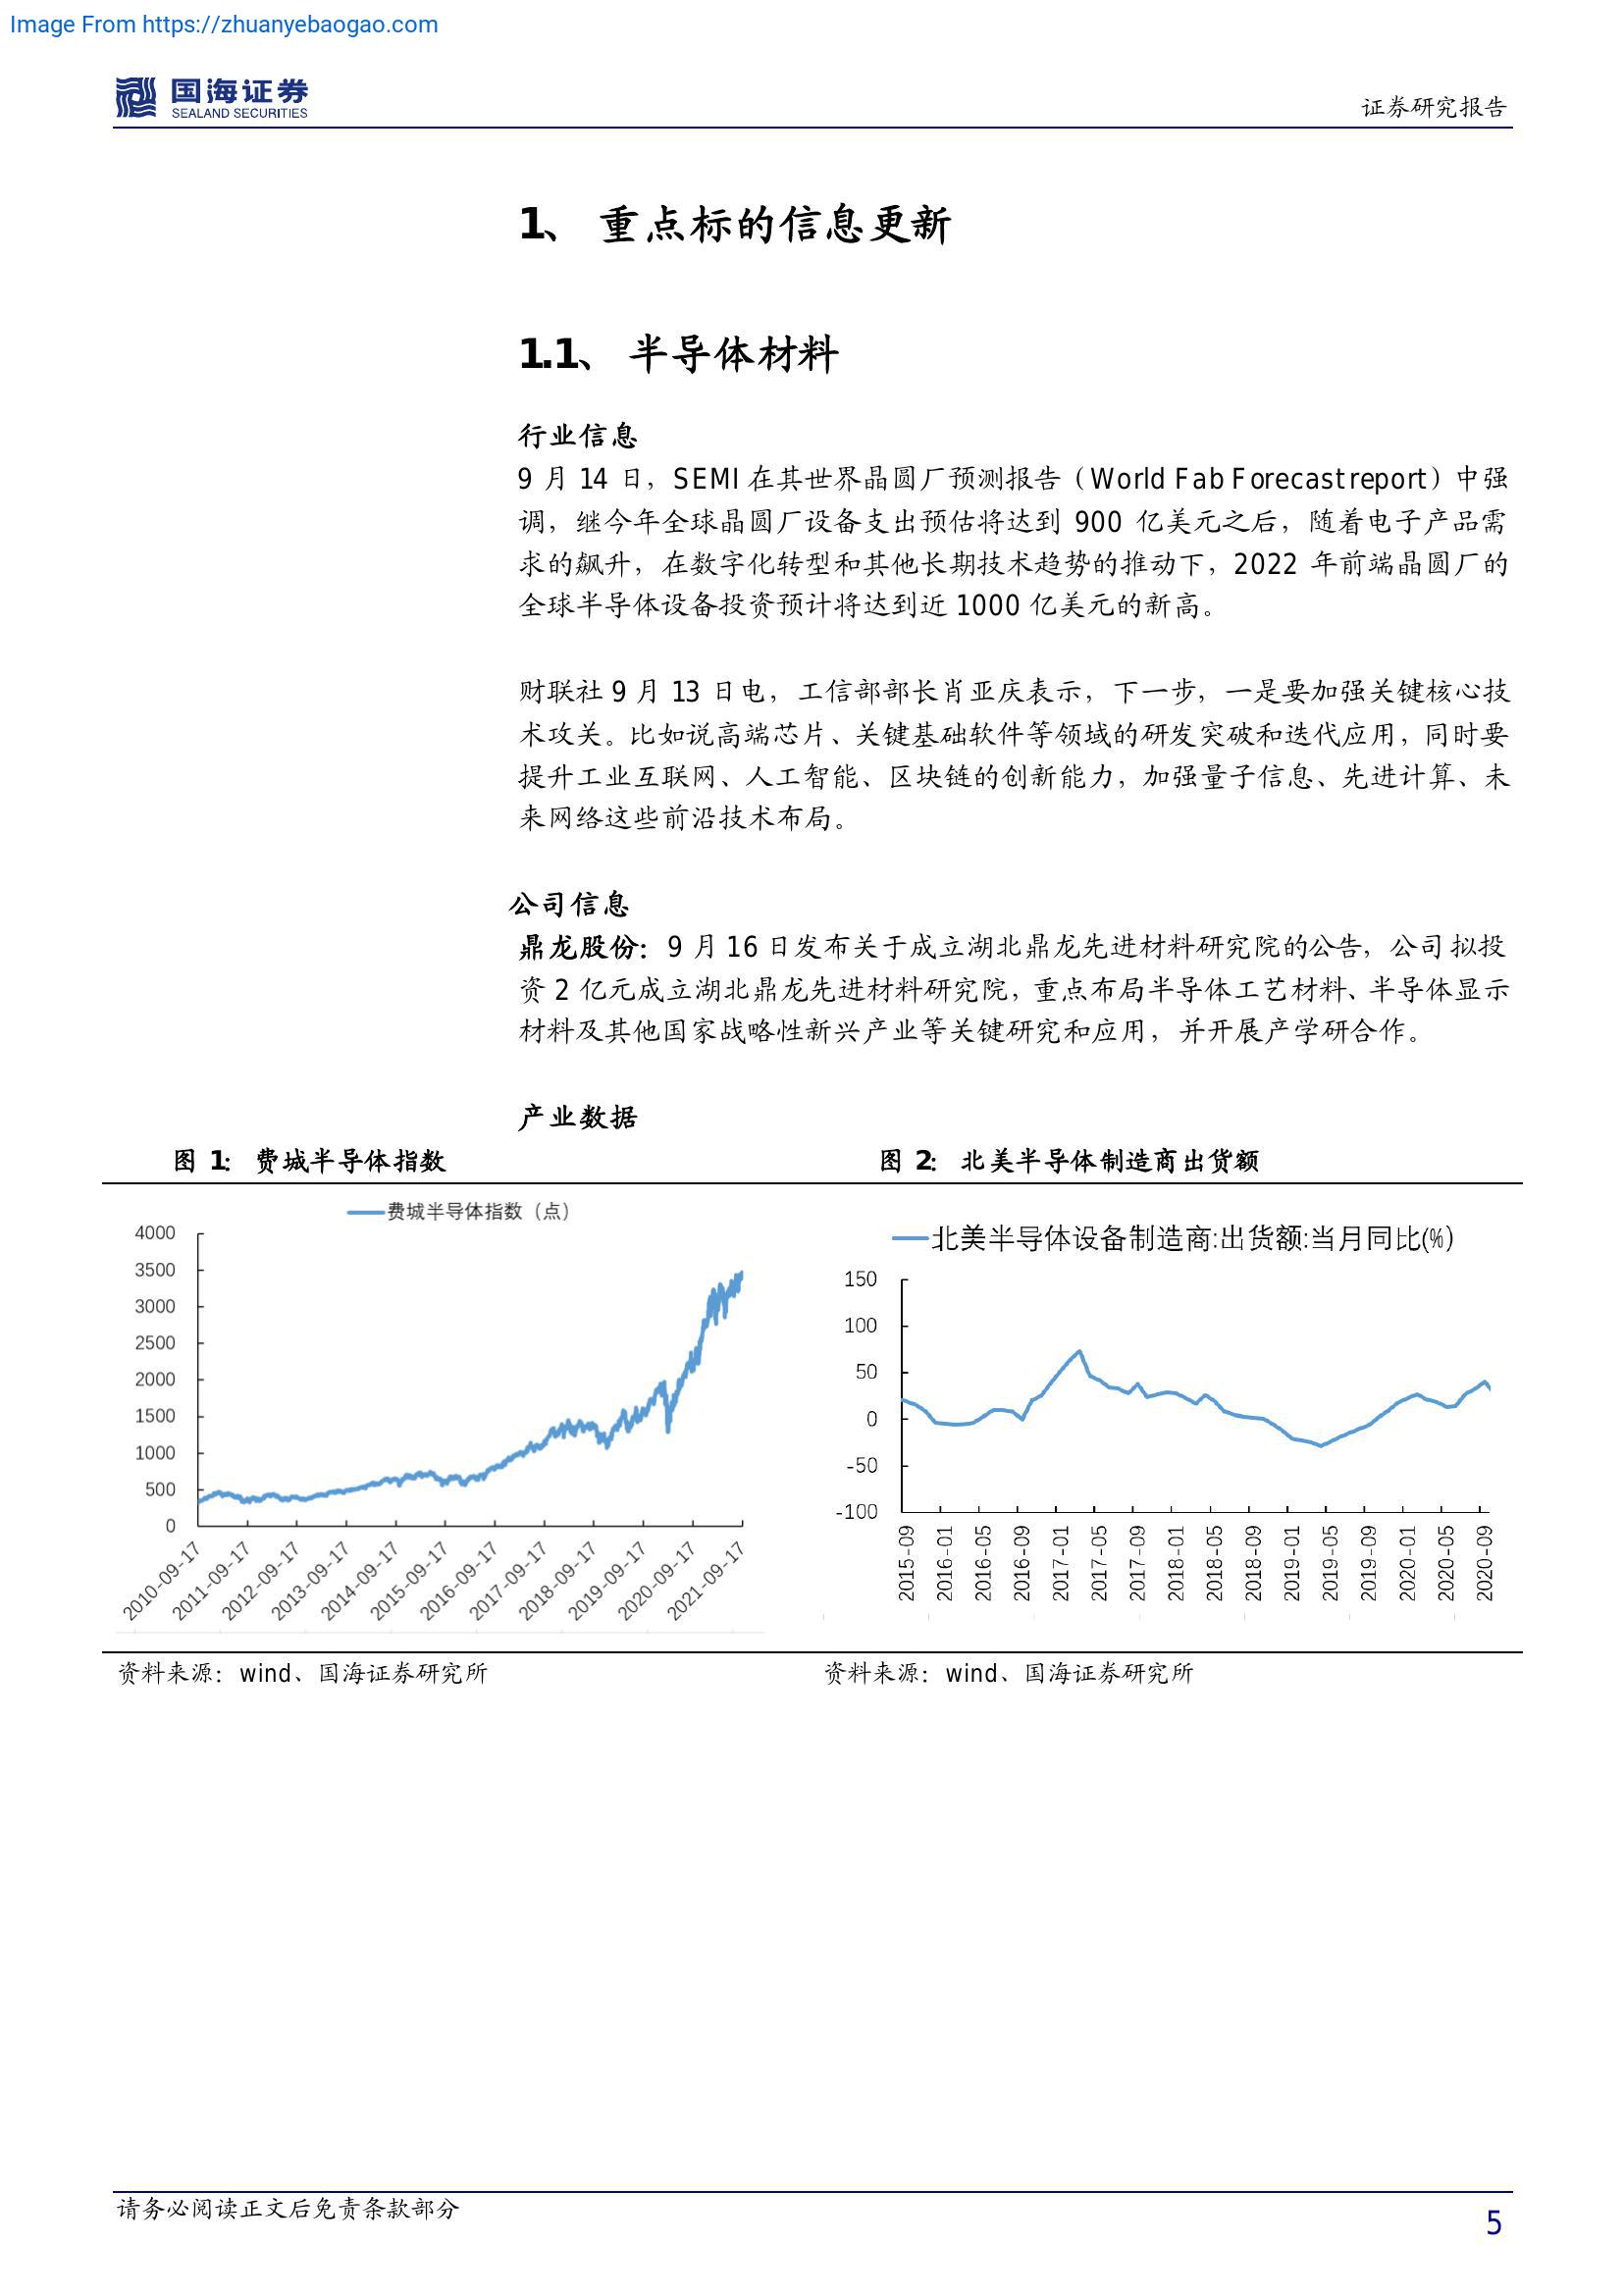 Image From https://zhuanyebaogao.com
国海证券
SEALAND SECURITIES
证券研究报告
1、 重点标的信息更新
1.1、 半导体材料
行业信息
9 月 14 日，SEMI 在其世界晶圆厂预测报告（World Fab Forecast report）中强
调，继今年全球晶圆厂设备支出预估将达到 900 亿美元之后，随着电子产品需
求的飙升，在数字化转型和其他长期技术趋势的推动下，2022 年前端晶圆厂的
全球半导体设备投资预计将达到近 1000 亿美元的新高。
财联社 9 月 13 日电，工信部部长肖亚庆表示，下一步，一是要加强关键核心技
术攻关。比如说高端芯片、关键基础软件等领域的研发突破和迭代应用，同时要
提升工业互联网、人工智能、区块链的创新能力，加强量子信息、先进计算、未
来网络这些前沿技术布局。
公司信息
鼎龙股份：9 月 16 日发布关于成立湖北鼎龙先进材料研究院的公告，公司拟投
资 2 亿元成立湖北鼎龙先进材料研究院，重点布局半导体工艺材料、半导体显示
材料及其他国家战略性新兴产业等关键研究和应用，并开展产学研合作。
产业数据
图 1： 费城半导体指数
费城半导体指数（点）
4000
3500
3000
2500
2000
1500
1000
500
0
2010-09-17
2011-09-17
2012-09-17
2013-09-17
2014-09-17
2015-09-17
2016-09-17
2017-09-17
2018-09-17
2019-09-17
2020-09-17
2021-09-17
资料来源：wind、国海证券研究所
图 2： 北美半导体制造商出货额
北美半导体设备制造商:出货额:当月同比(%)
150
100
50
0
-50
-100
2015-09
2016-01
2016-05
2016-09
2017-01
2017-05
2017-09
2018-01
2018-05
2018-09
2019-01
2019-05
2019-09
2020-01
2020-05
2020-09
资料来源：wind、国海证券研究所
请务必阅读正文后免责条款部分
5